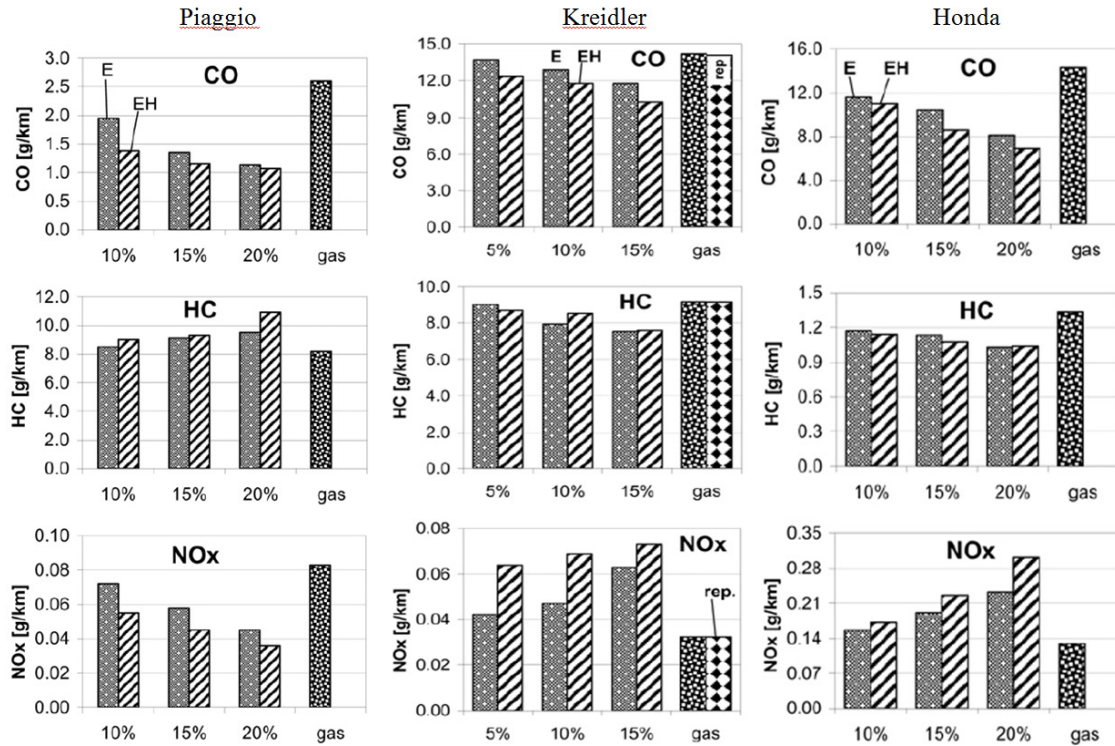 Piaggio
Kreidler
Honda
CO [g/km]
3.0
2.5
2.0
1.5
1.0
0.5
0.0
E
EH
CO
10% 15% 20% gas
CO [g/km]
15.0
12.0
9.0
6.0
3.0
0.0
E EH CO
rep.
5% 10% 15% gas
CO [g/km]
16.0
12.0
8.0
4.0
0.0
E EH CO
10% 15% 20% gas
HC [g/km]
12.0
10.0
8.0
6.0
4.0
2.0
0.0
HC
10% 15% 20% gas
HC [g/km]
10.0
8.0
6.0
4.0
2.0
0.0
HC
5% 10% 15% gas
HC [g/km]
1.5
1.2
0.9
0.6
0.3
0.0
HC
10% 15% 20% gas
NOx [g/km]
0.10
0.08
0.06
0.04
0.02
0.00
NOx
10% 15% 20% gas
NOx [g/km]
0.08
0.06
0.04
0.02
0.00
NOx
rep.
5% 10% 15% gas
NOx [g/km]
0.35
0.28
0.21
0.14
0.07
0.00
NOx
10% 15% 20% gas